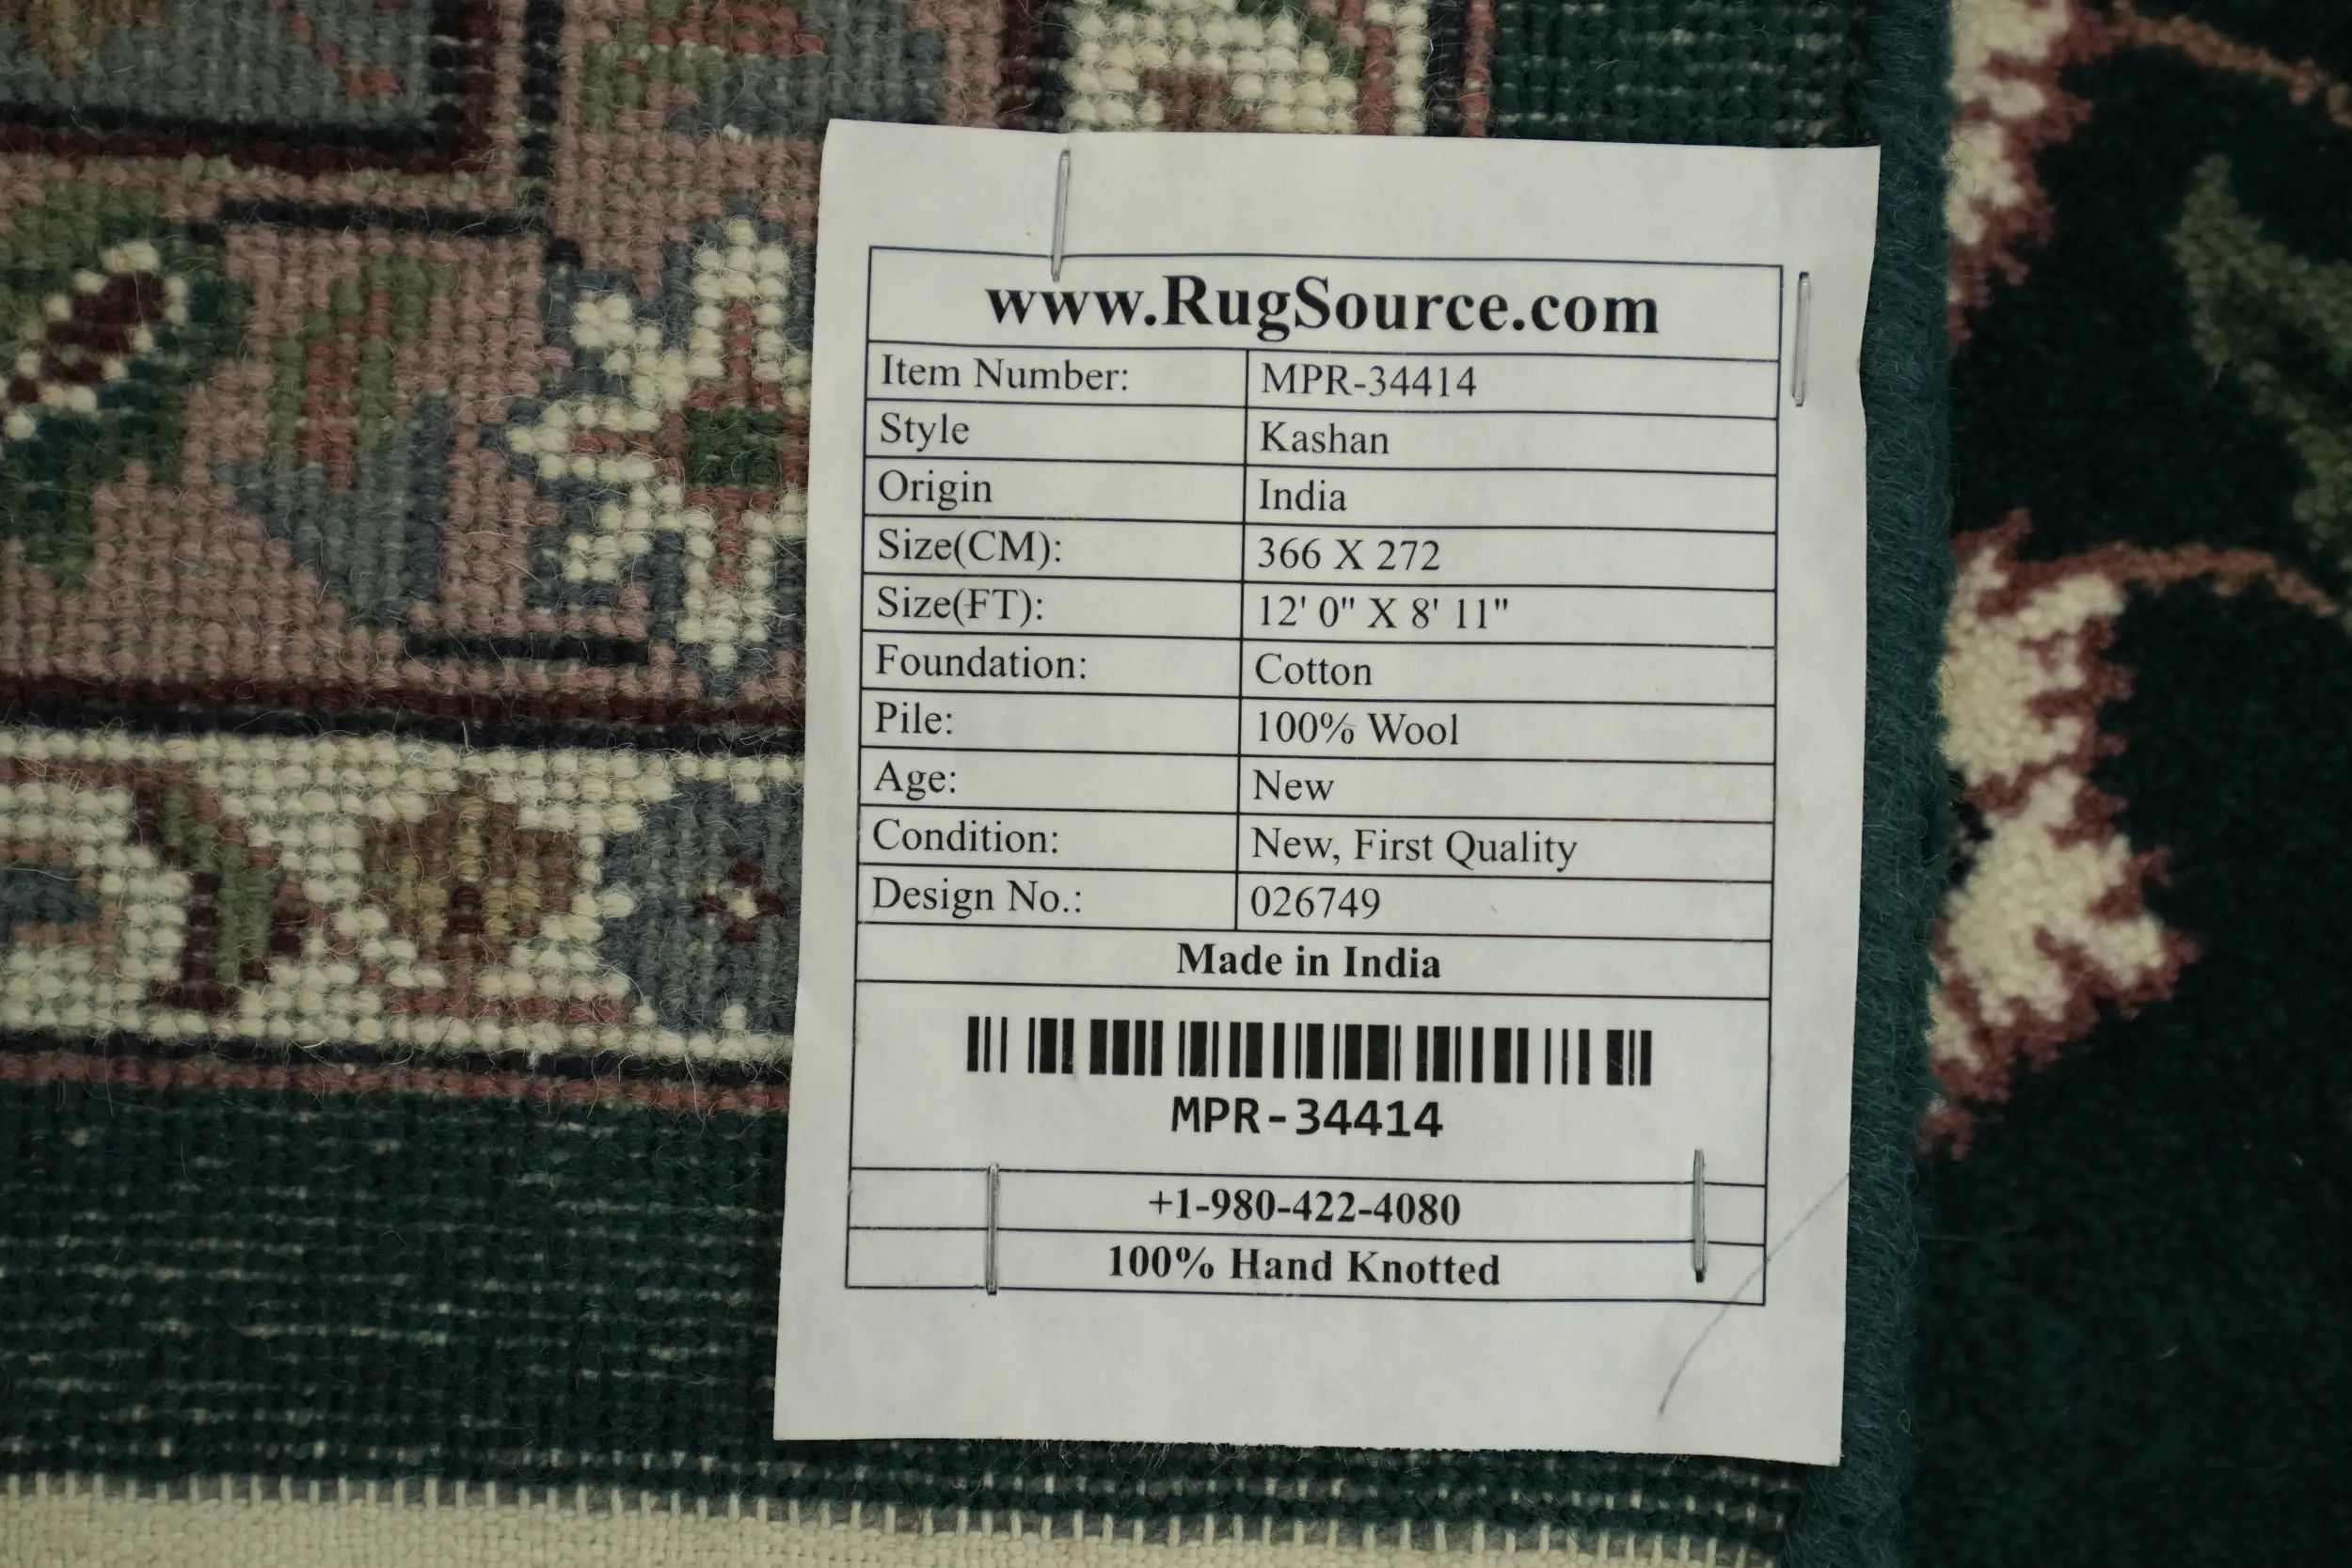 www.RugSource.com
Item Number: MPR-34414
Style Kashan
Origin India
Size(CM): 366 X 272
Size(FT): 12' 0" X 8' 11"
Foundation: Cotton
Pile: 100% Wool
Age: New
Condition: New, First Quality
Design No.: 026749
Made in India
MPR-34414
+1-980-422-4080
100% Hand Knotted